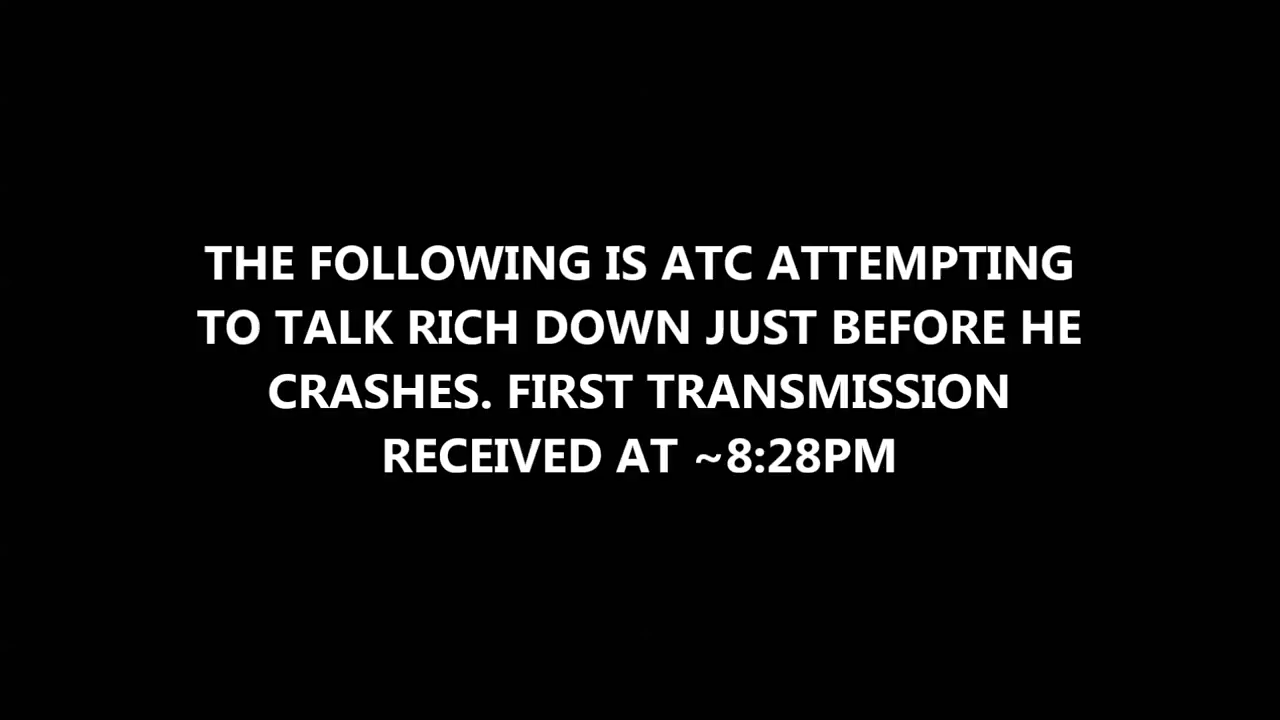 THE FOLLOWING IS ATC ATTEMPTING
TO TALK RICH DOWN JUST BEFORE HE
CRASHES. FIRST TRANSMISSION
RECEIVED AT ~8:28PM